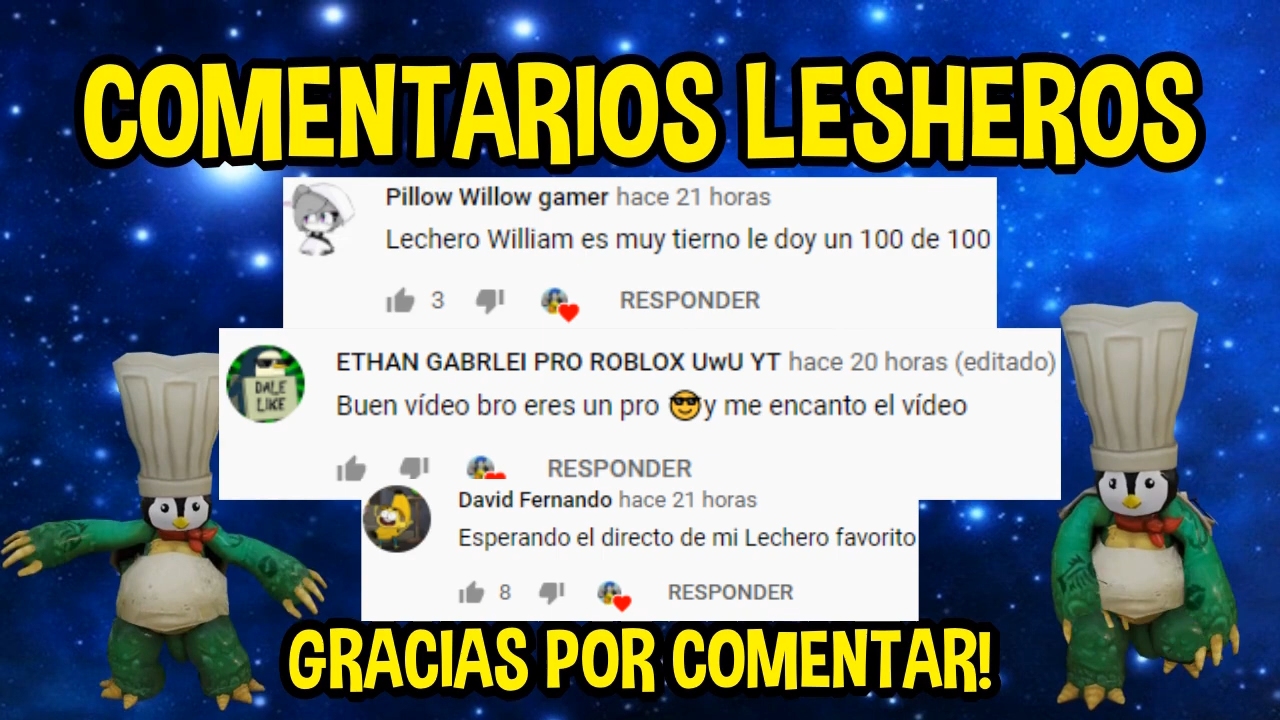 COMENTARIOS LESHEROS
Pillow Willow gamer hace 21 horas
Lechero William es muy tierno le doy un 100 de 100
3 RESPONDER
ETHAN GABRLEI PRO ROBLOX UwU YT hace 20 horas (editado)
DALE
LIKE
Buen vídeo bro eres un pro 😎y me encanto el vídeo
RESPONDER
David Fernando hace 21 horas
Esperando el directo de mi Lechero favorito
8 RESPONDER
GRACIAS POR COMENTAR!